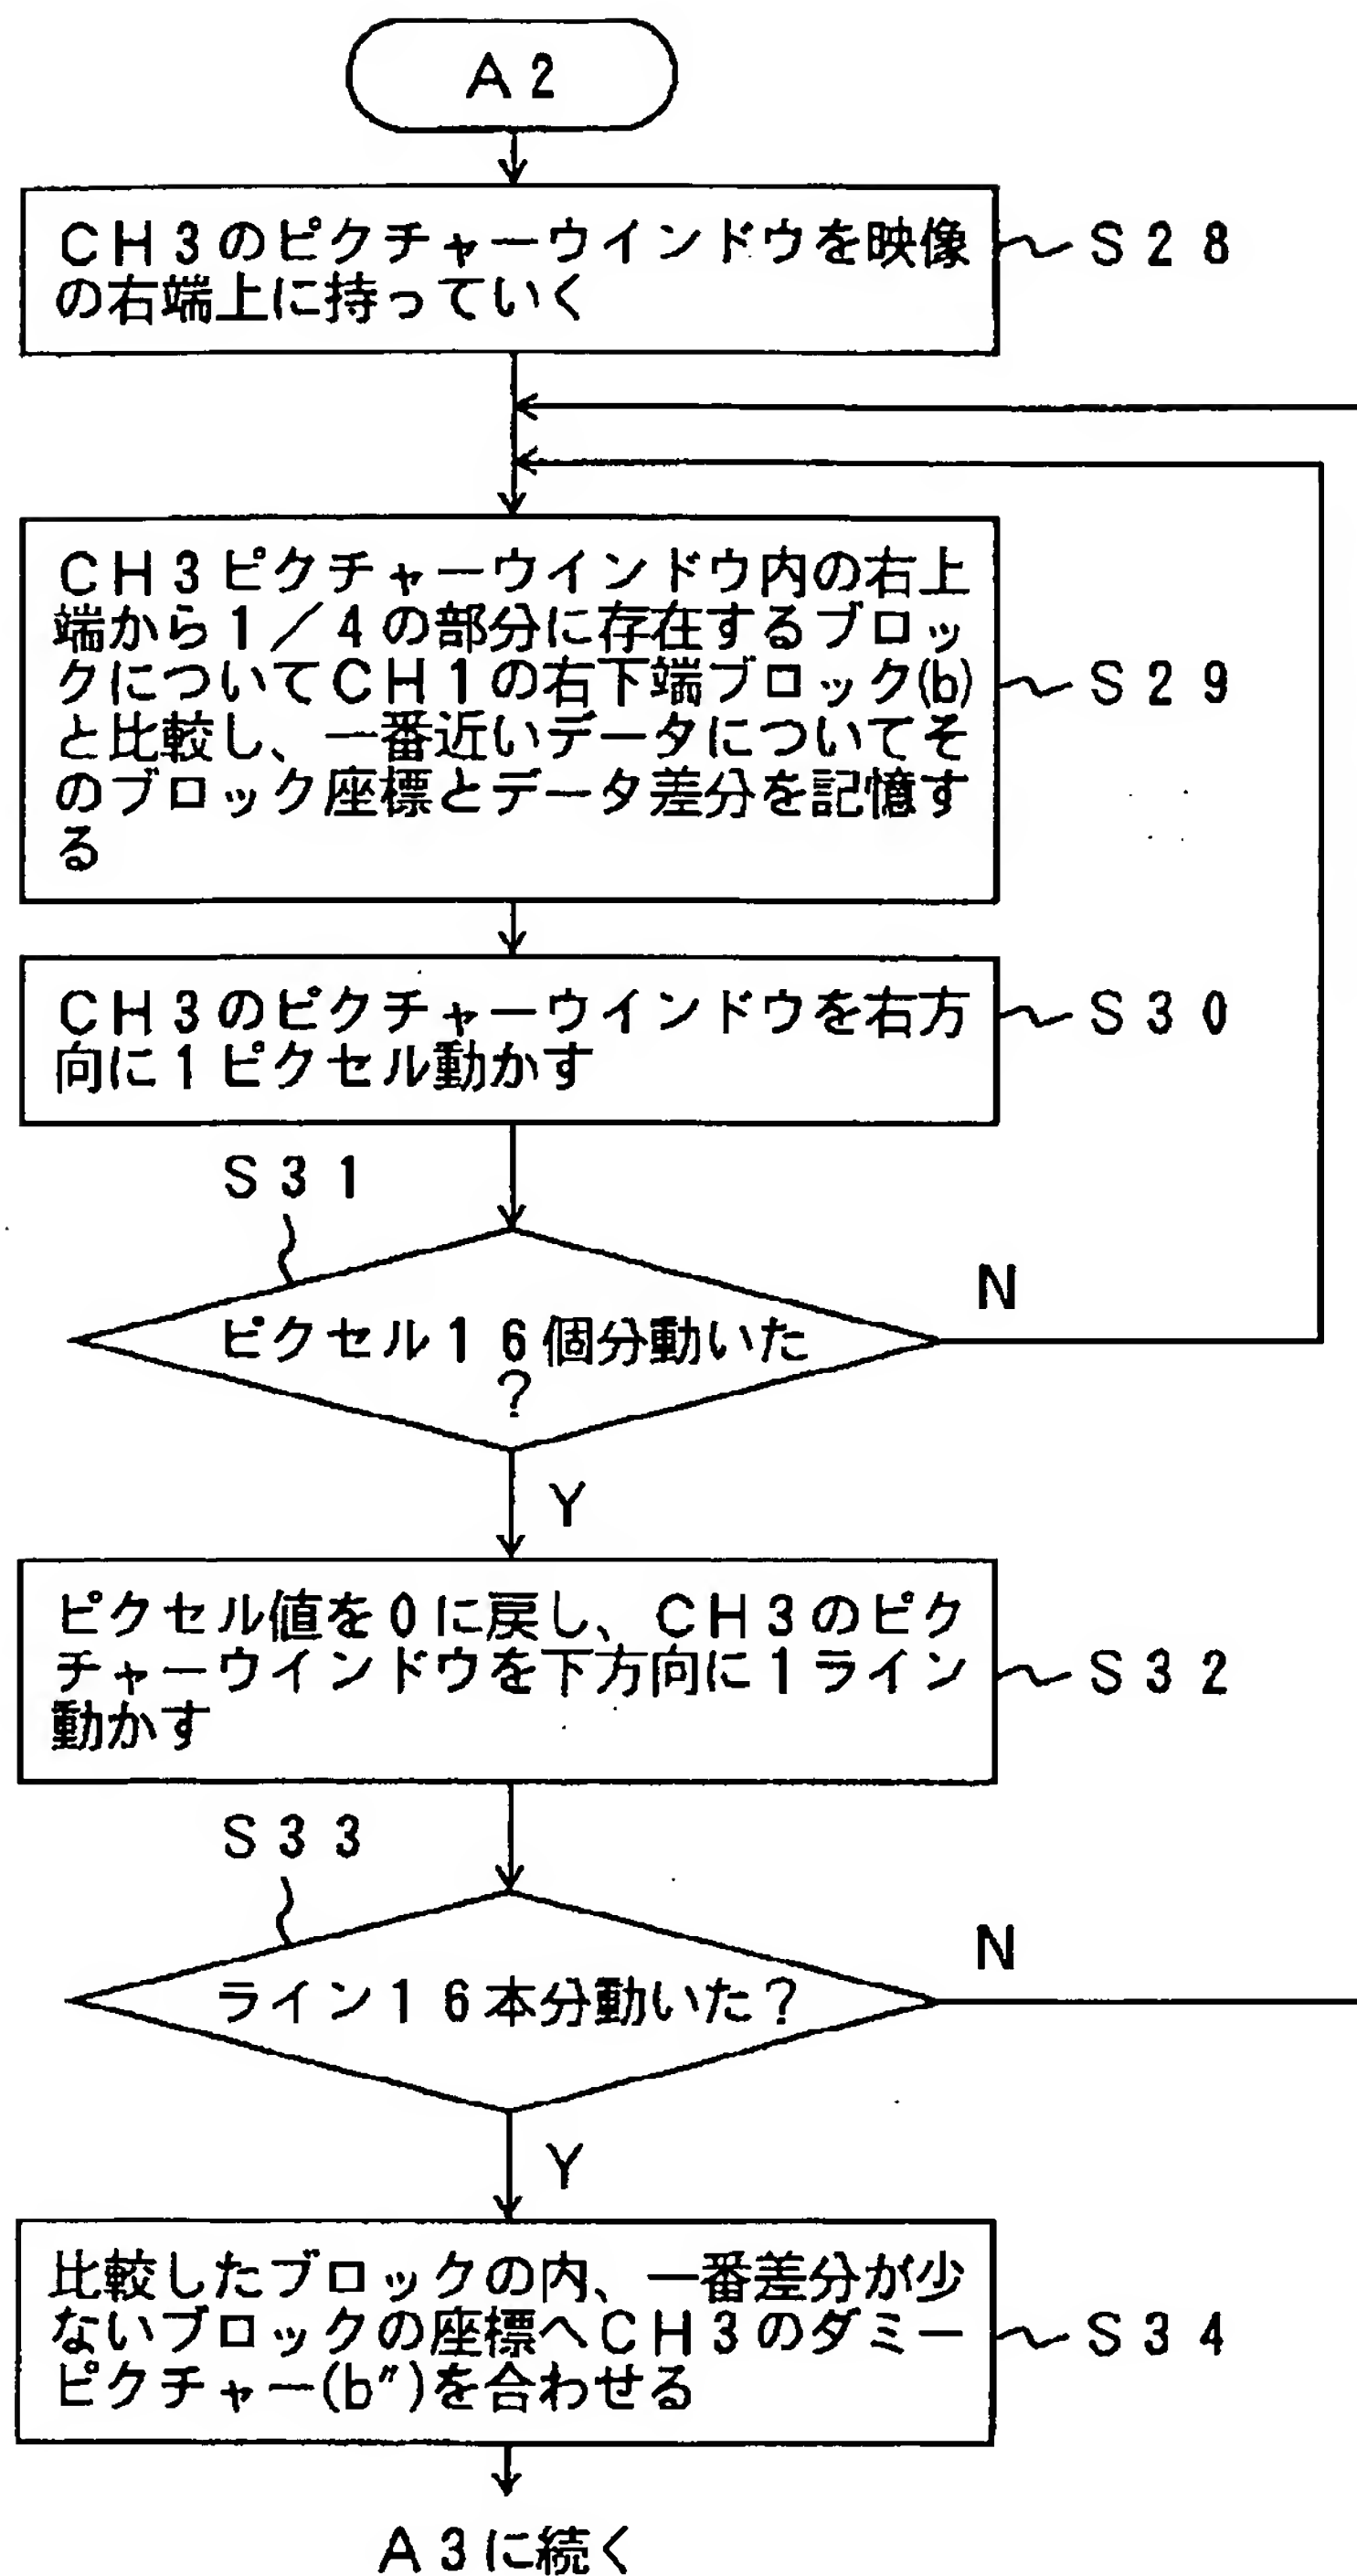 A2
CH3のピクチャーウインドウを映像
の右端上に持っていく
S28
CH3ピクチャーウインドウ内の右上
端から1/4の部分に存在するブロッ
クについてCH1の右下端ブロック(b)
と比較し、一番近いデータについてそ
のブロック座標とデータ差分を記憶す
る
S29
CH3のピクチャーウインドウを右方
向に1ピクセル動かす
S30
S31
ピクセル16個分動いた
?
N
Y
ピクセル値を0に戻し、CH3のピク
チャーウインドウを下方向に1ライン
動かす
S32
S33
ライン16本分動いた?
N
Y
比較したブロックの内、一番差分が少
ないブロックの座標へCH3のダミー
ピクチャー(b″)を合わせる
S34
A3に続く